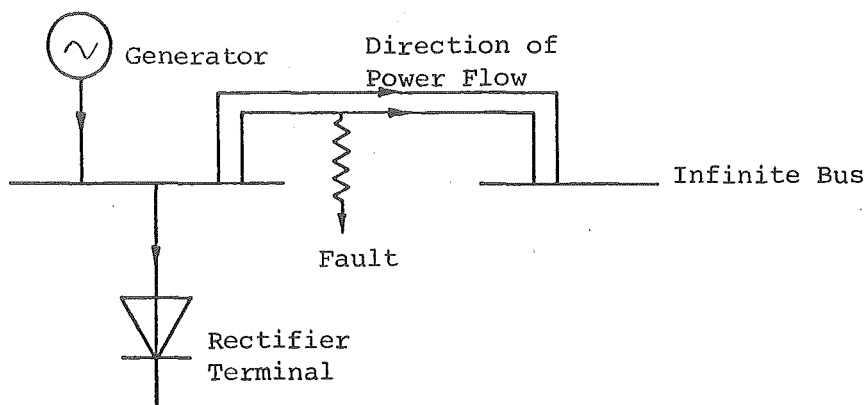 Generator
Direction of
Power Flow
Infinite Bus
Fault
Rectifier
Terminal